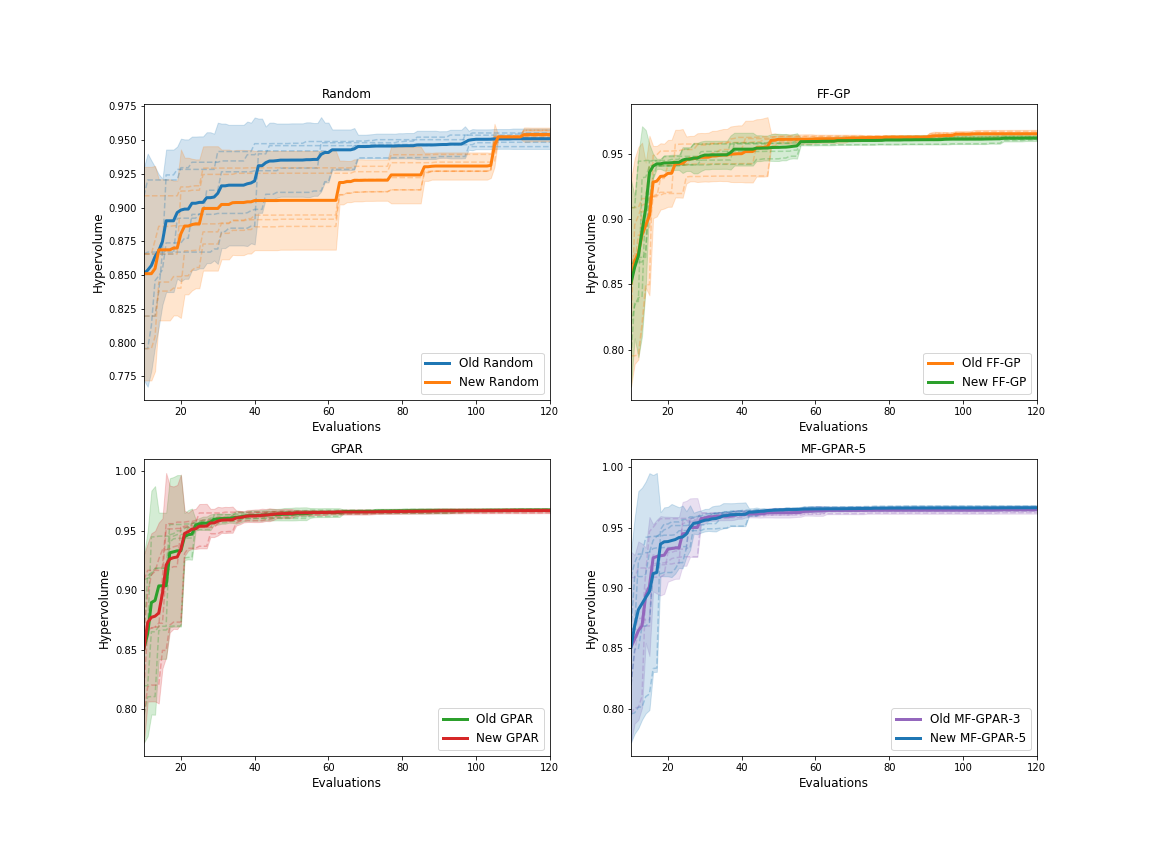 Random
0.975
0.950
0.925
0.900
0.875
0.850
0.825
0.800
0.775
Hypervolume
20 40 60 80 100 120
Evaluations
Old Random
New Random
FF-GP
0.95
0.90
0.85
0.80
Hypervolume
20 40 60 80 100 120
Evaluations
Old FF-GP
New FF-GP
GPAR
1.00
0.95
0.90
0.85
0.80
Hypervolume
20 40 60 80 100 120
Evaluations
Old GPAR
New GPAR
MF-GPAR-5
1.00
0.95
0.90
0.85
0.80
Hypervolume
20 40 60 80 100 120
Evaluations
Old MF-GPAR-3
New MF-GPAR-5